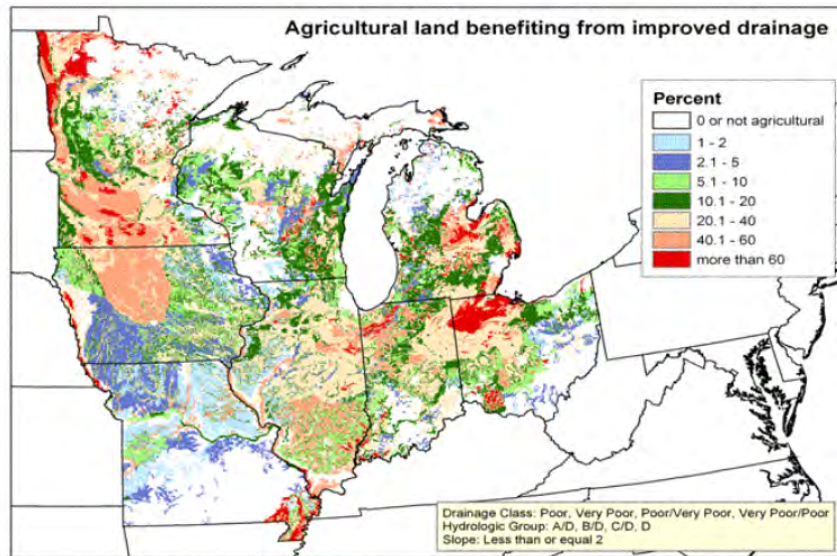 Agricultural land benefiting from improved drainage
Percent
0 or not agricultural
1 - 2
2.1 - 5
5.1 - 10
10.1 - 20
20.1 - 40
40.1 - 60
more than 60
Drainage Class: Poor, Very Poor, Poor/Very Poor, Very Poor/Poor
Hydrologic Group: A/D, B/D, C/D, D
Slope: Less than or equal 2